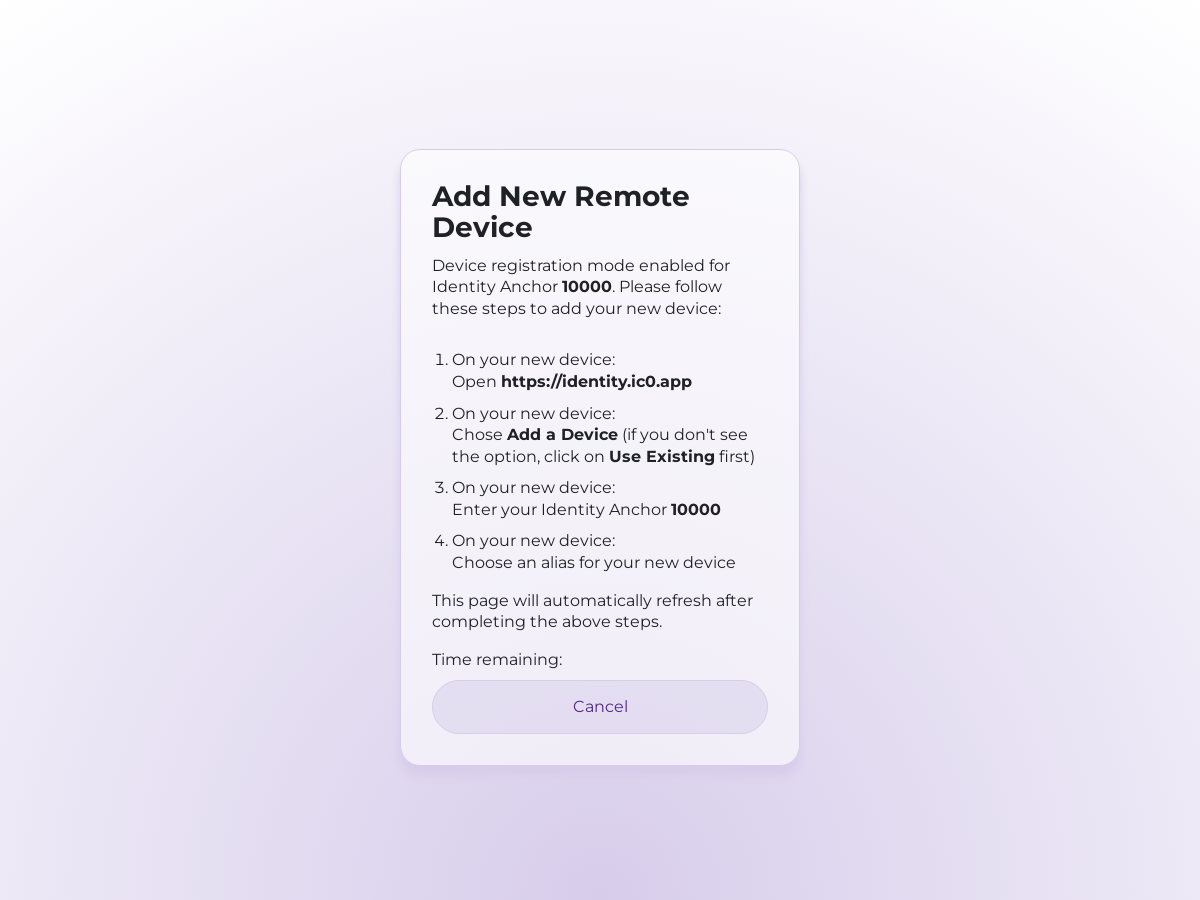 Add New Remote
Device
Device registration mode enabled for
Identity Anchor 10000. Please follow
these steps to add your new device:
1. On your new device:
Open https://identity.ic0.app
2. On your new device:
Chose Add a Device (if you don't see
the option, click on Use Existing first)
3. On your new device:
Enter your Identity Anchor 10000
4. On your new device:
Choose an alias for your new device
This page will automatically refresh after
completing the above steps.
Time remaining:
Cancel